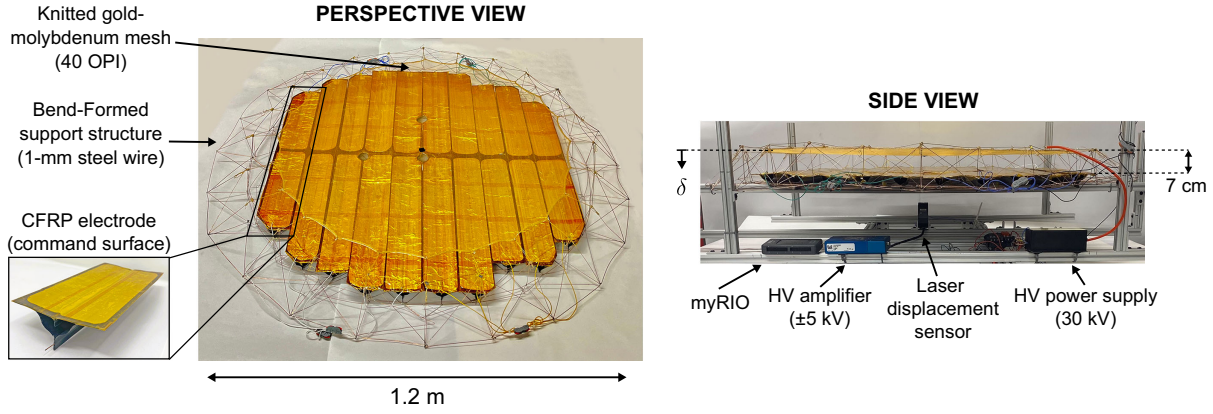 PERSPECTIVE VIEW
Knitted gold-
molybdenum mesh
(40 OPI)
Bend-Formed
support structure
(1-mm steel wire)
CFRP electrode
(command surface)
1.2 m
SIDE VIEW
δ
7 cm
myRIO
HV amplifier
(±5 kV)
Laser
displacement
sensor
HV power supply
(30 kV)